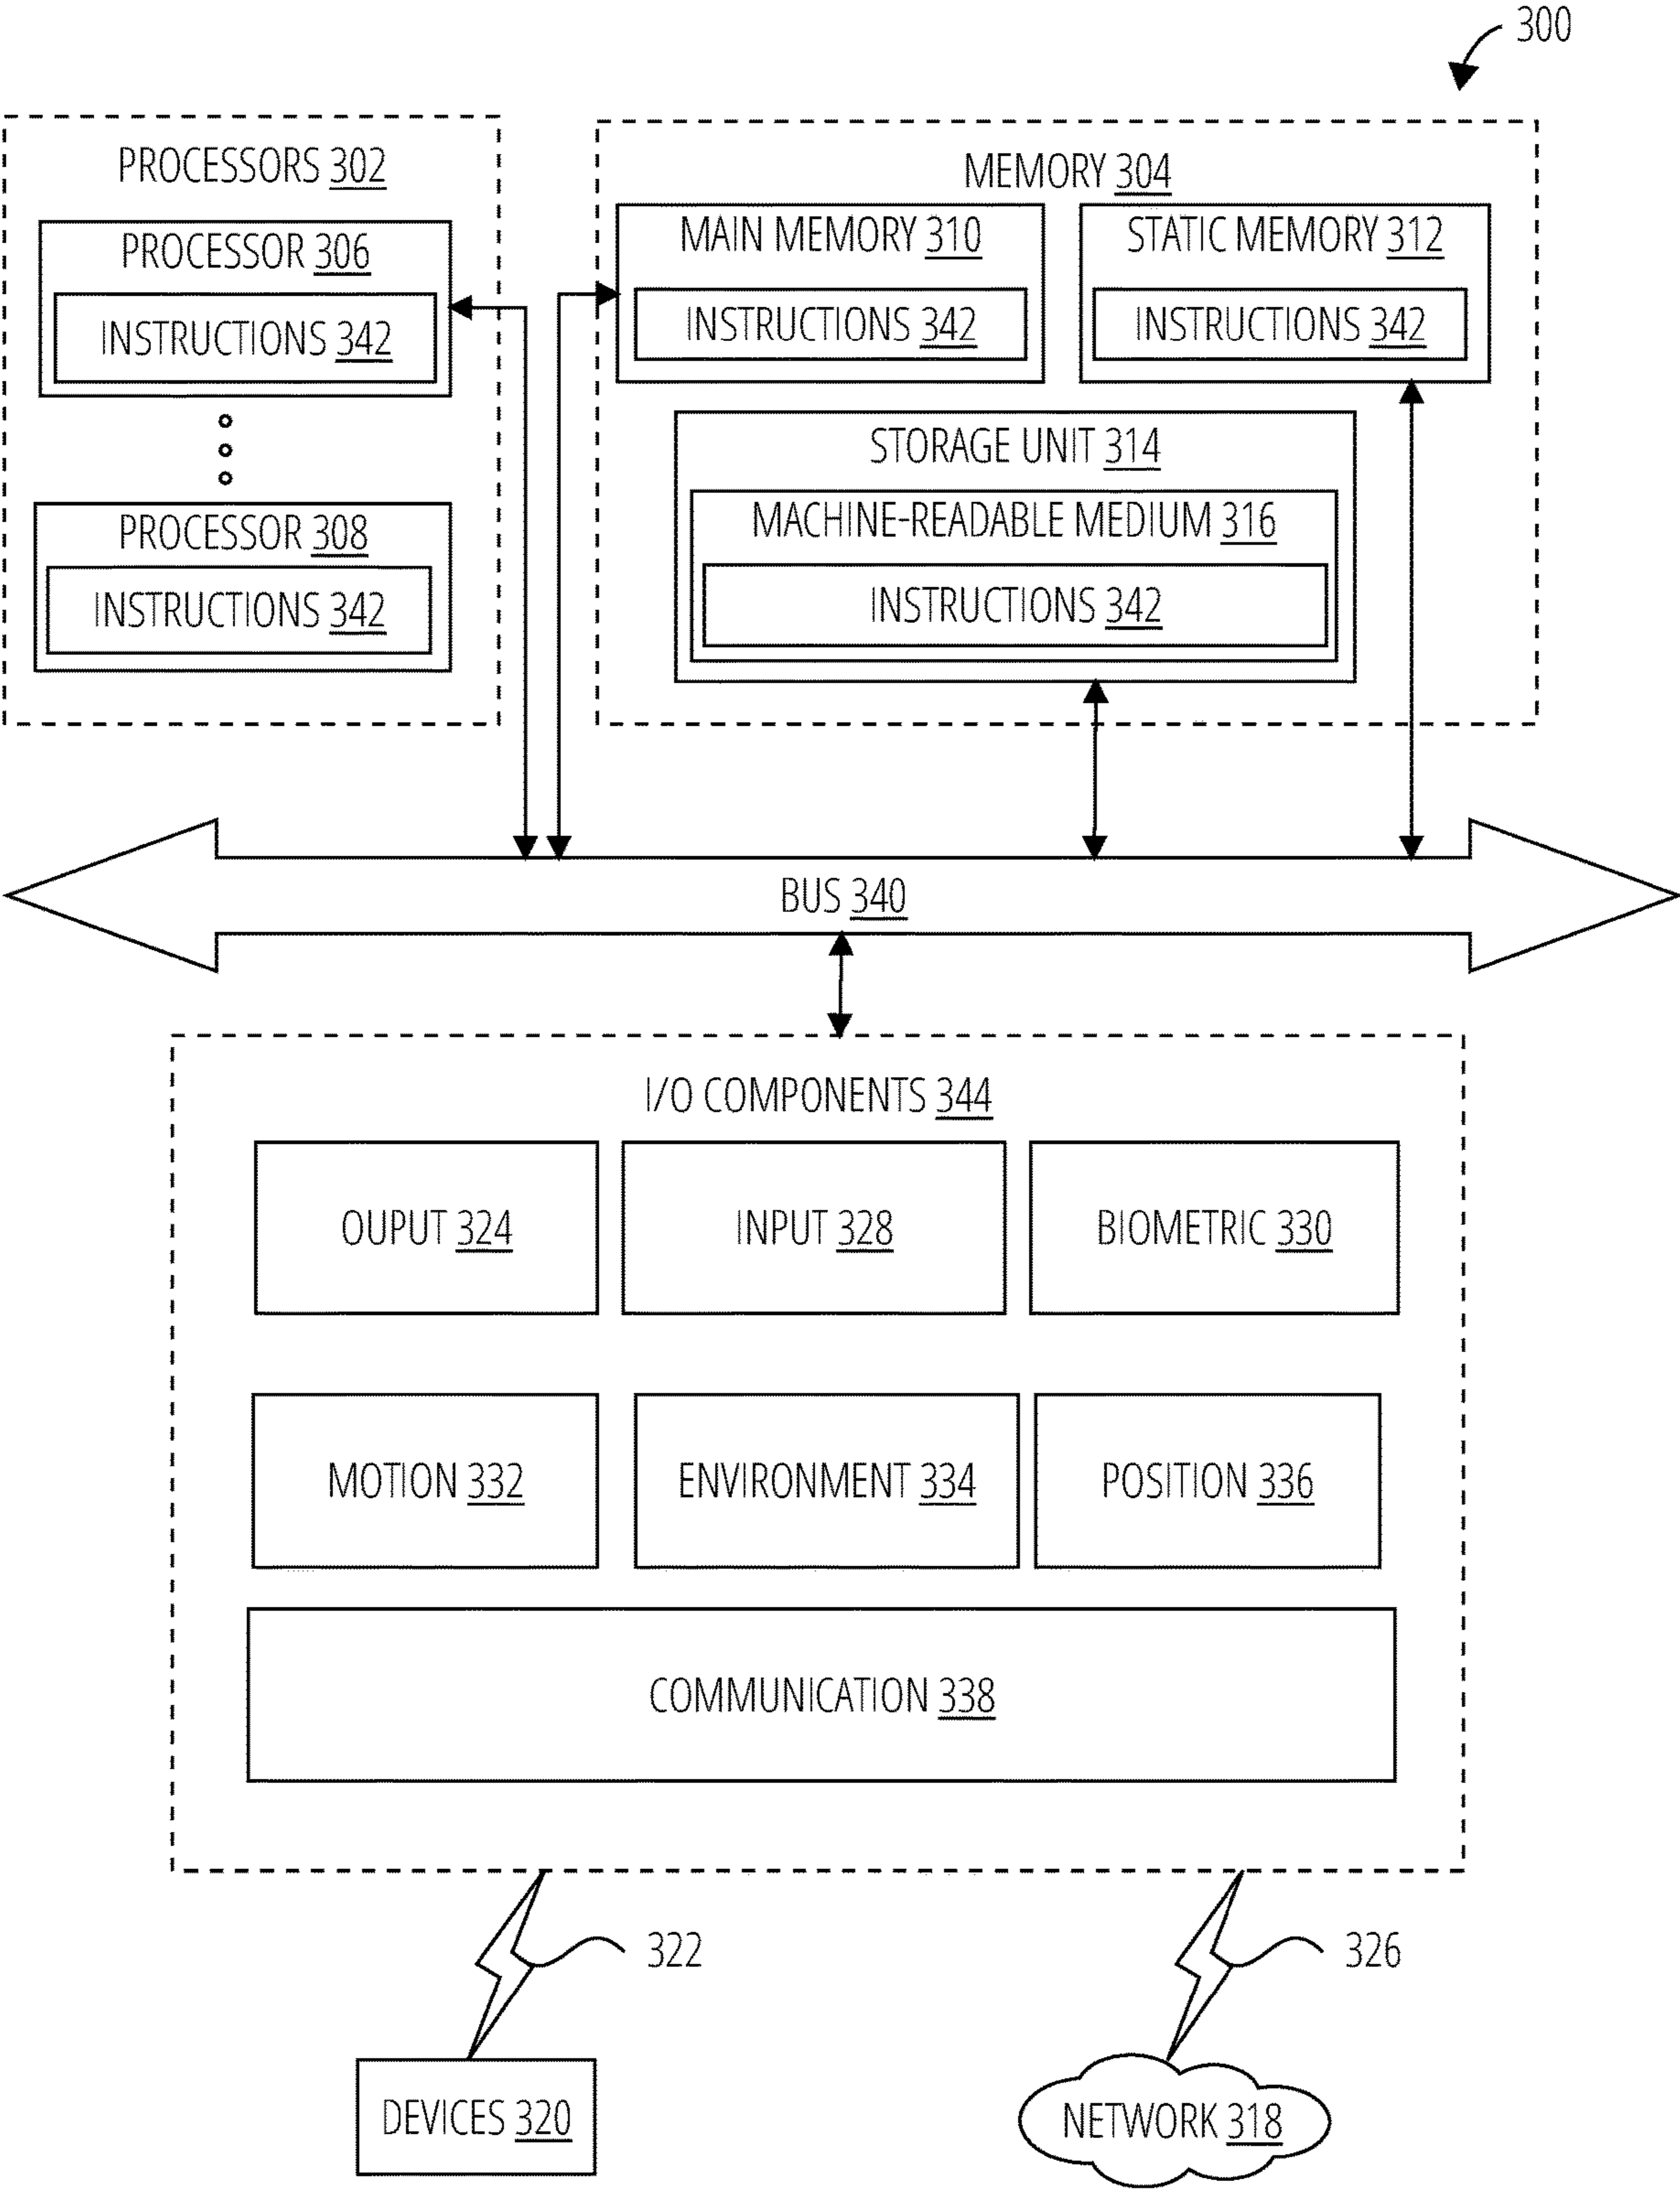 300
PROCESSORS 302
PROCESSOR 306
INSTRUCTIONS 342
PROCESSOR 308
INSTRUCTIONS 342
MEMORY 304
MAIN MEMORY 310
INSTRUCTIONS 342
STATIC MEMORY 312
INSTRUCTIONS 342
STORAGE UNIT 314
MACHINE-READABLE MEDIUM 316
INSTRUCTIONS 342
BUS 340
I/O COMPONENTS 344
OUPUT 324
INPUT 328
BIOMETRIC 330
MOTION 332
ENVIRONMENT 334
POSITION 336
COMMUNICATION 338
322
326
DEVICES 320
NETWORK 318